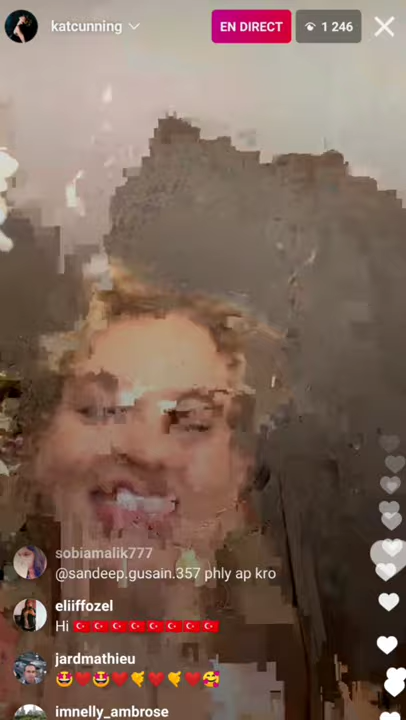 katcunning
EN DIRECT
1 246
sobiamalik777
@sandeep.gusain.357 phly ap kro
eliiffozel
Hi 🇹🇷🇹🇷🇹🇷🇹🇷🇹🇷🇹🇷🇹🇷🇹🇷
jardmathieu
🤩❤️🤩❤️🤙❤️🤙❤️🥰
imnelly_ambrose